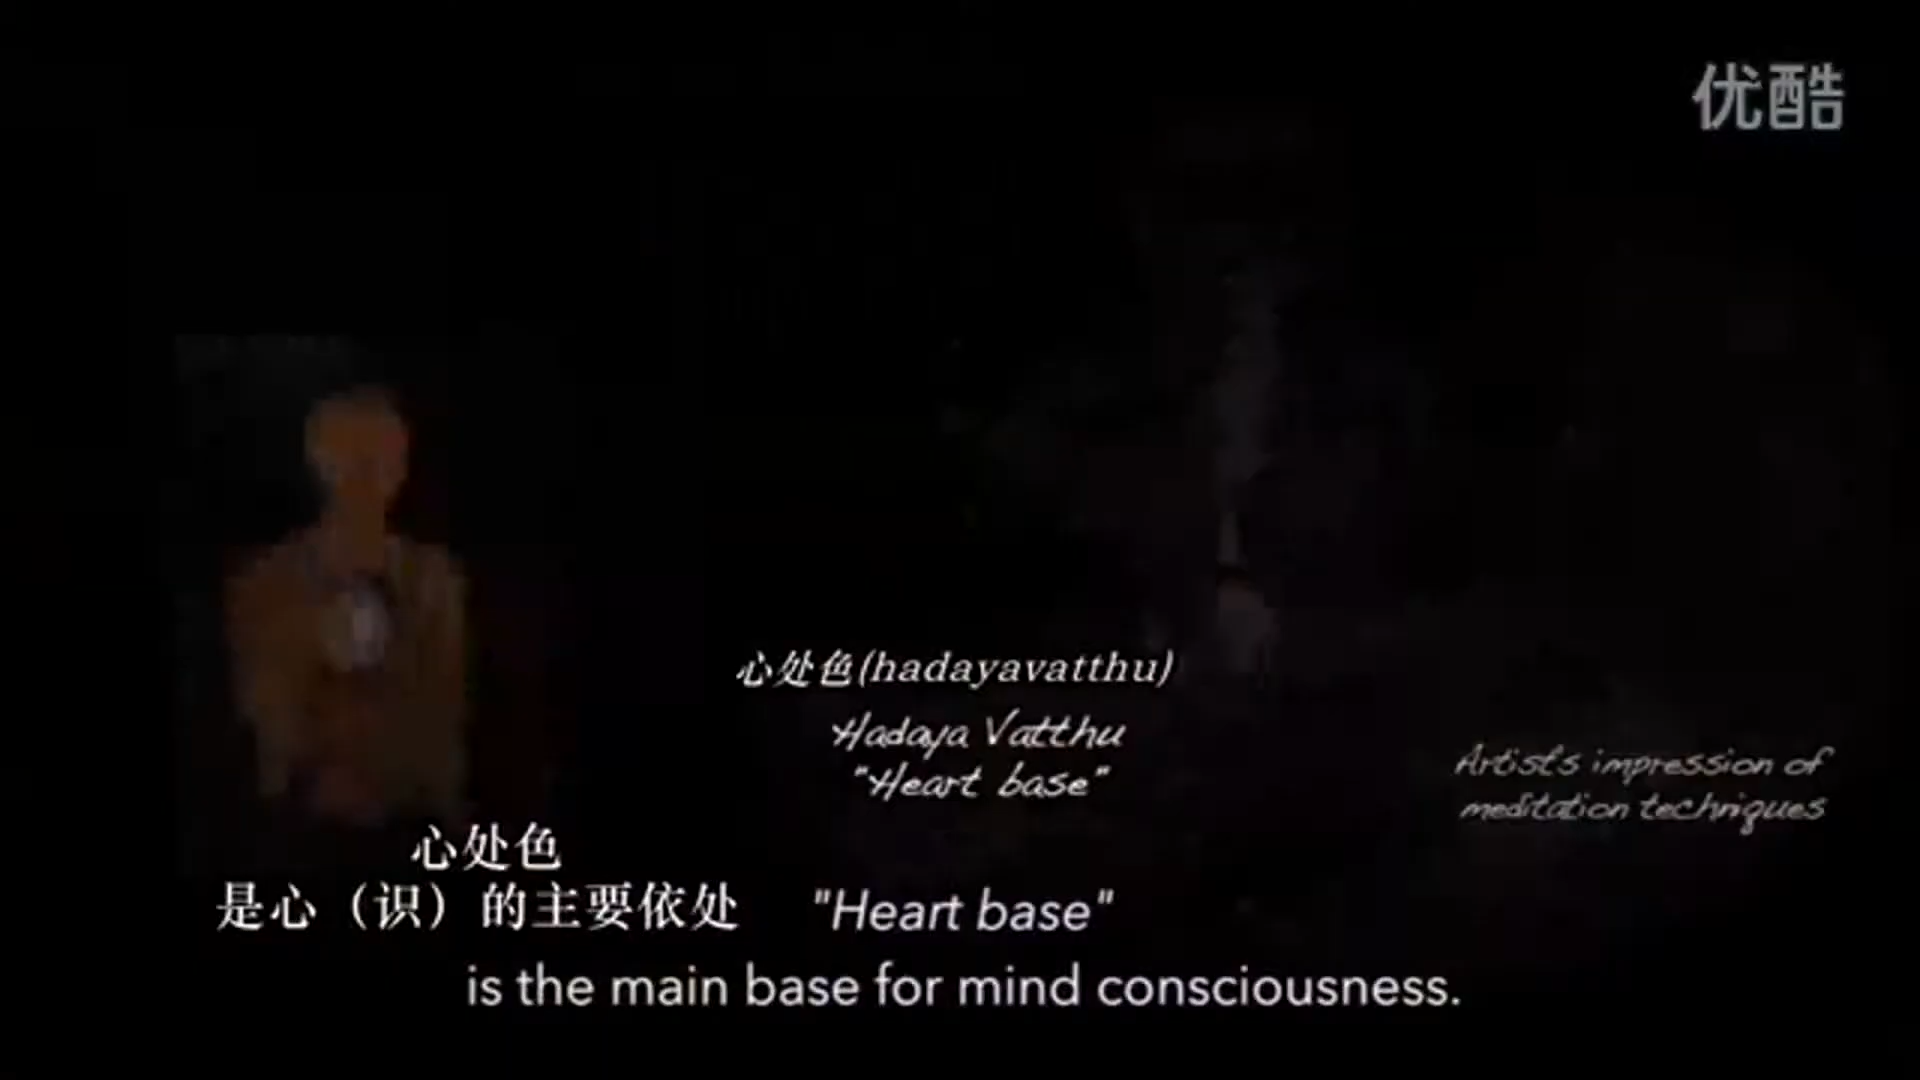 优酷
心处色(hadayavatthu)
Hadaya Vatthu
"Heart base"
Artist's impression of
meditation techniques
心处色
是心（识）的主要依处
"Heart base"
is the main base for mind consciousness.